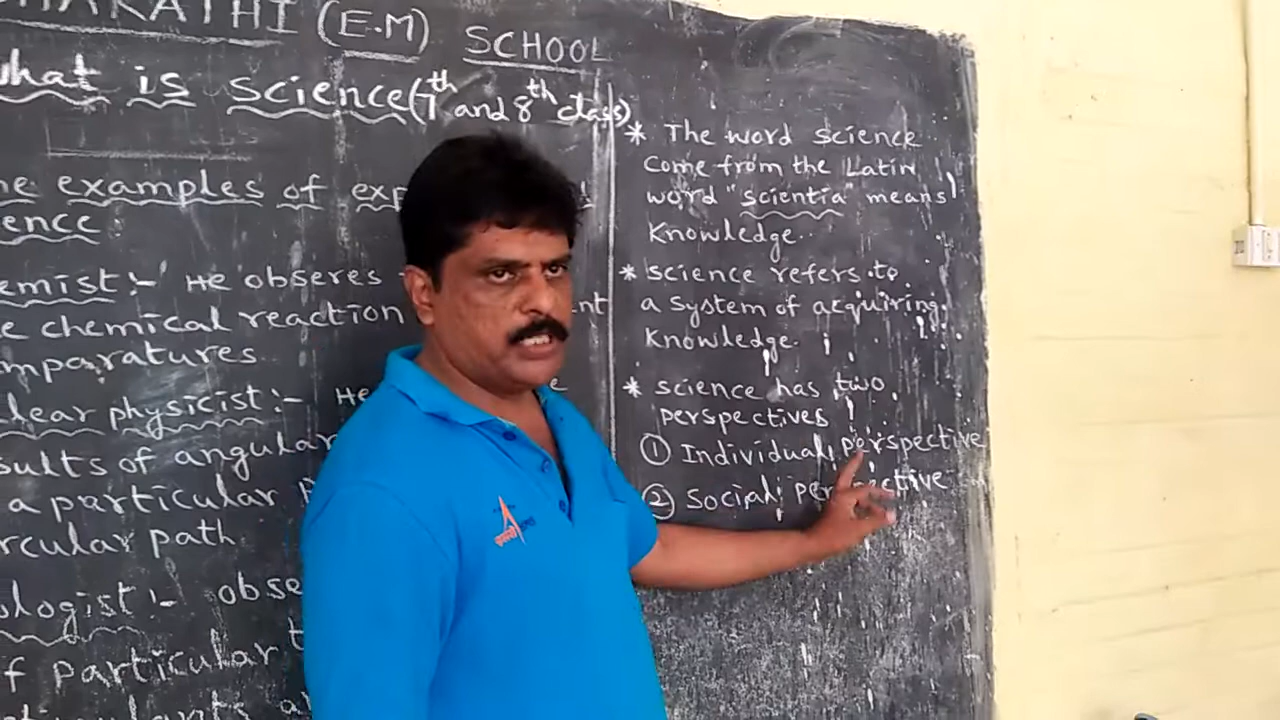 HARATHI (E.M) SCHOOL
what is science (7th and 8th class)
examples of
ence
emist:- He obseres
e chemical reaction
mparatures
lear physicist:- He
sults of angular
a particular
rcular path
ologist:- obse
f particular
* The word science
come from the Latin
word "scientia" means
knowledge.
* science refers to
a system of acquiring
knowledge.
* science has two
perspectives
① Individual perspective
② Social perspective